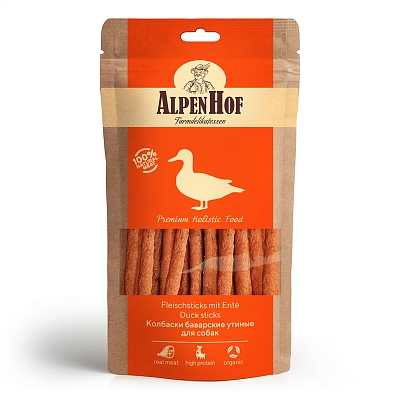 ALPENHOF
Farmdelikatessen
100%
Premium Holistic Food
Fleischsticks mit Ente
Duck sticks
Колбаски баварские утиные
для собак
real meat
high protein
organic